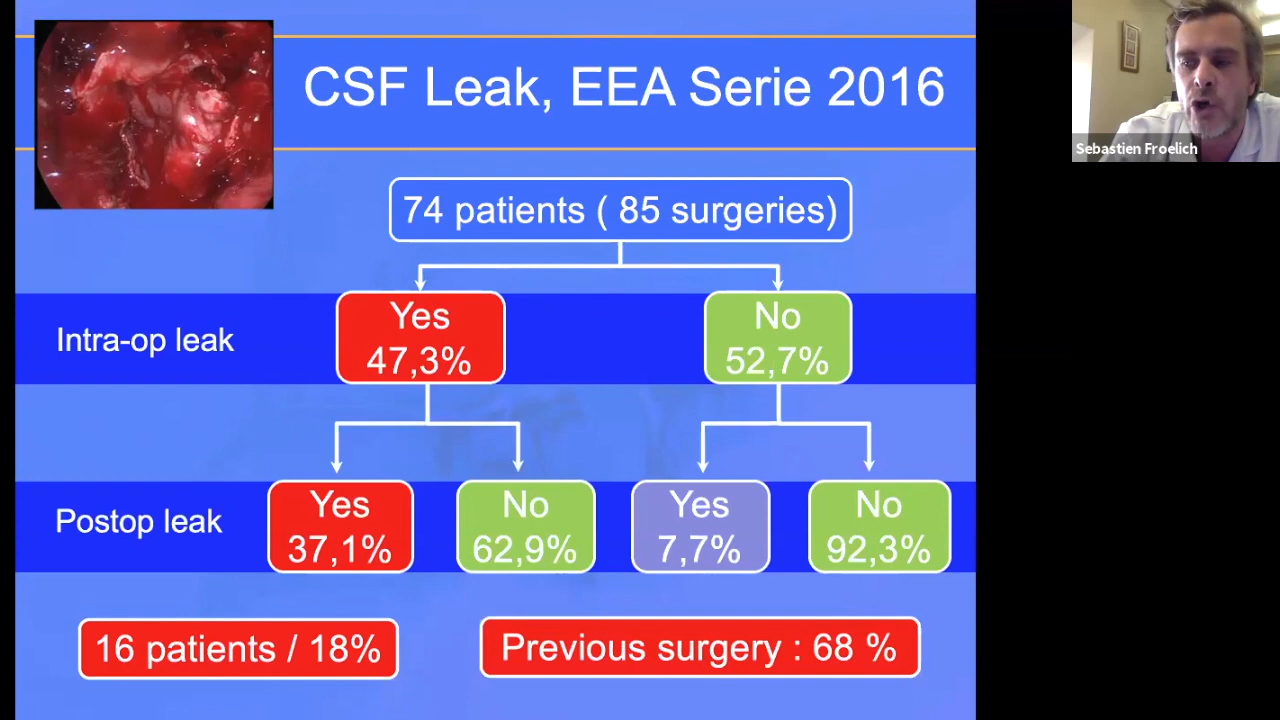 CSF Leak, EEA Serie 2016
Sebastien Froelich
74 patients ( 85 surgeries)
Intra-op leak
Yes
47,3%
No
52,7%
Postop leak
Yes
37,1%
No
62,9%
Yes
7,7%
No
92,3%
16 patients / 18%
Previous surgery : 68 %